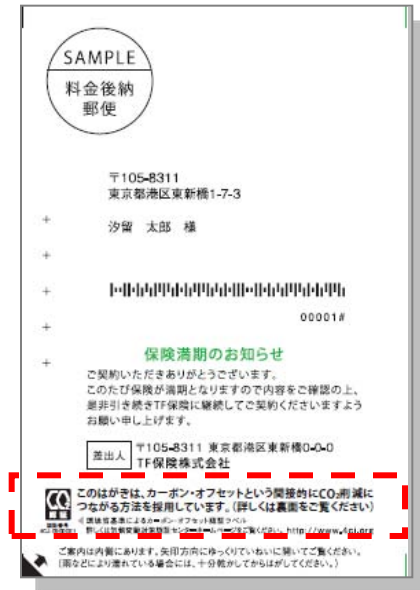 SAMPLE
料金後納
郵便
〒105-8311
東京都港区東新橋1-7-3
汐留 太郎 様
00001#
保険満期のお知らせ
ご契約いただきありがとうございます。
このたび保険が満期となりますので内容をご確認の上、
是非引き続きTF保険に継続してご契約くださいますよう
お願い申し上げます。
差出人
〒105-8311 東京都港区東新橋0-0-0
TF保険株式会社
このはがきは、カーボン・オフセットという間接的にCO₂削減に
つながる方法を採用しています。(詳しくは裏面をご覧ください)
http://www.4cj.org
ご案内は内側にあります。矢印方向にゆっくりていねいに開いてご覧ください。
(雨などにより濡れている場合には、十分乾かしてからはがしてください。)